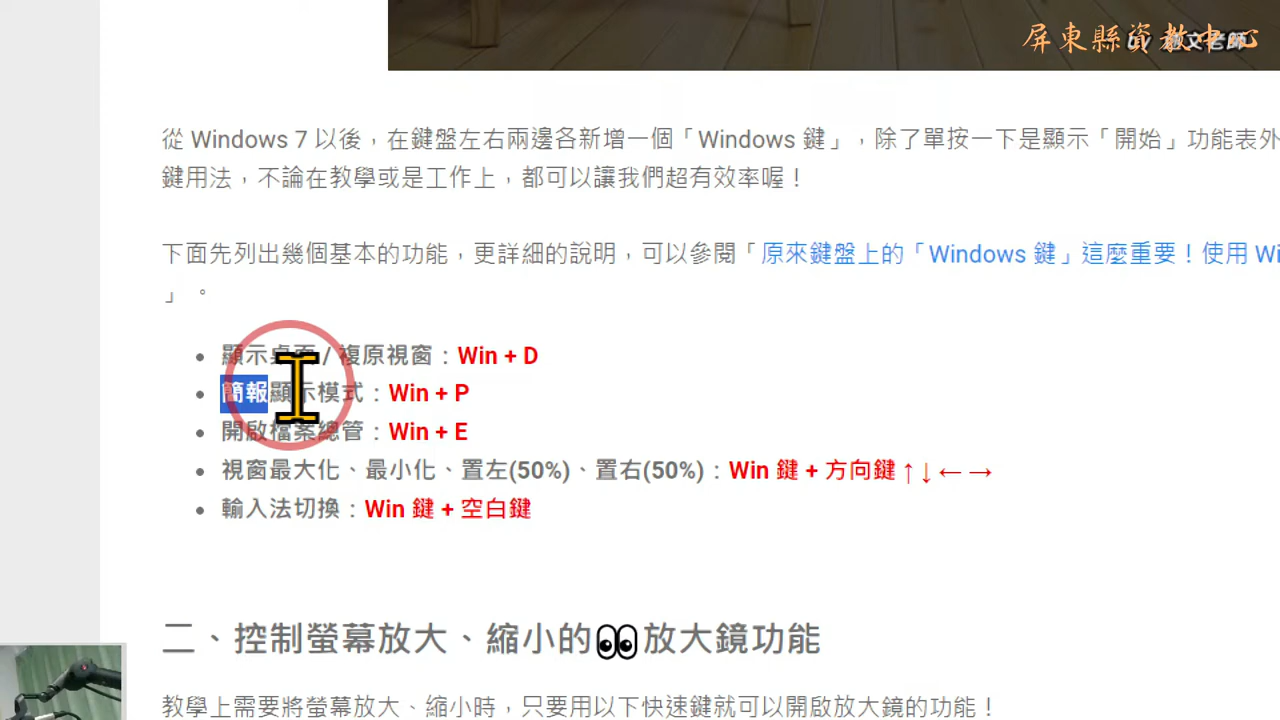 屏東縣資教中心
從 Windows 7 以後，在鍵盤左右兩邊各新增一個「Windows 鍵」，除了單按一下是顯示「開始」功能表外
鍵用法，不論在教學或是工作上，都可以讓我們超有效率喔！
下面先列出幾個基本的功能，更詳細的說明，可以參閱「原來鍵盤上的「Windows 鍵」這麼重要！使用 Wi
」。
• 顯示桌面 / 複原視窗：Win + D
• 簡報顯示模式：Win + P
• 開啟檔案總管：Win + E
• 視窗最大化、最小化、置左(50%)、置右(50%)：Win 鍵 + 方向鍵↑↓←→
• 輸入法切換：Win 鍵 + 空白鍵
二、控制螢幕放大、縮小的👀放大鏡功能
教學上需要將螢幕放大、縮小時，只要用以下快速鍵就可以開啟放大鏡的功能！